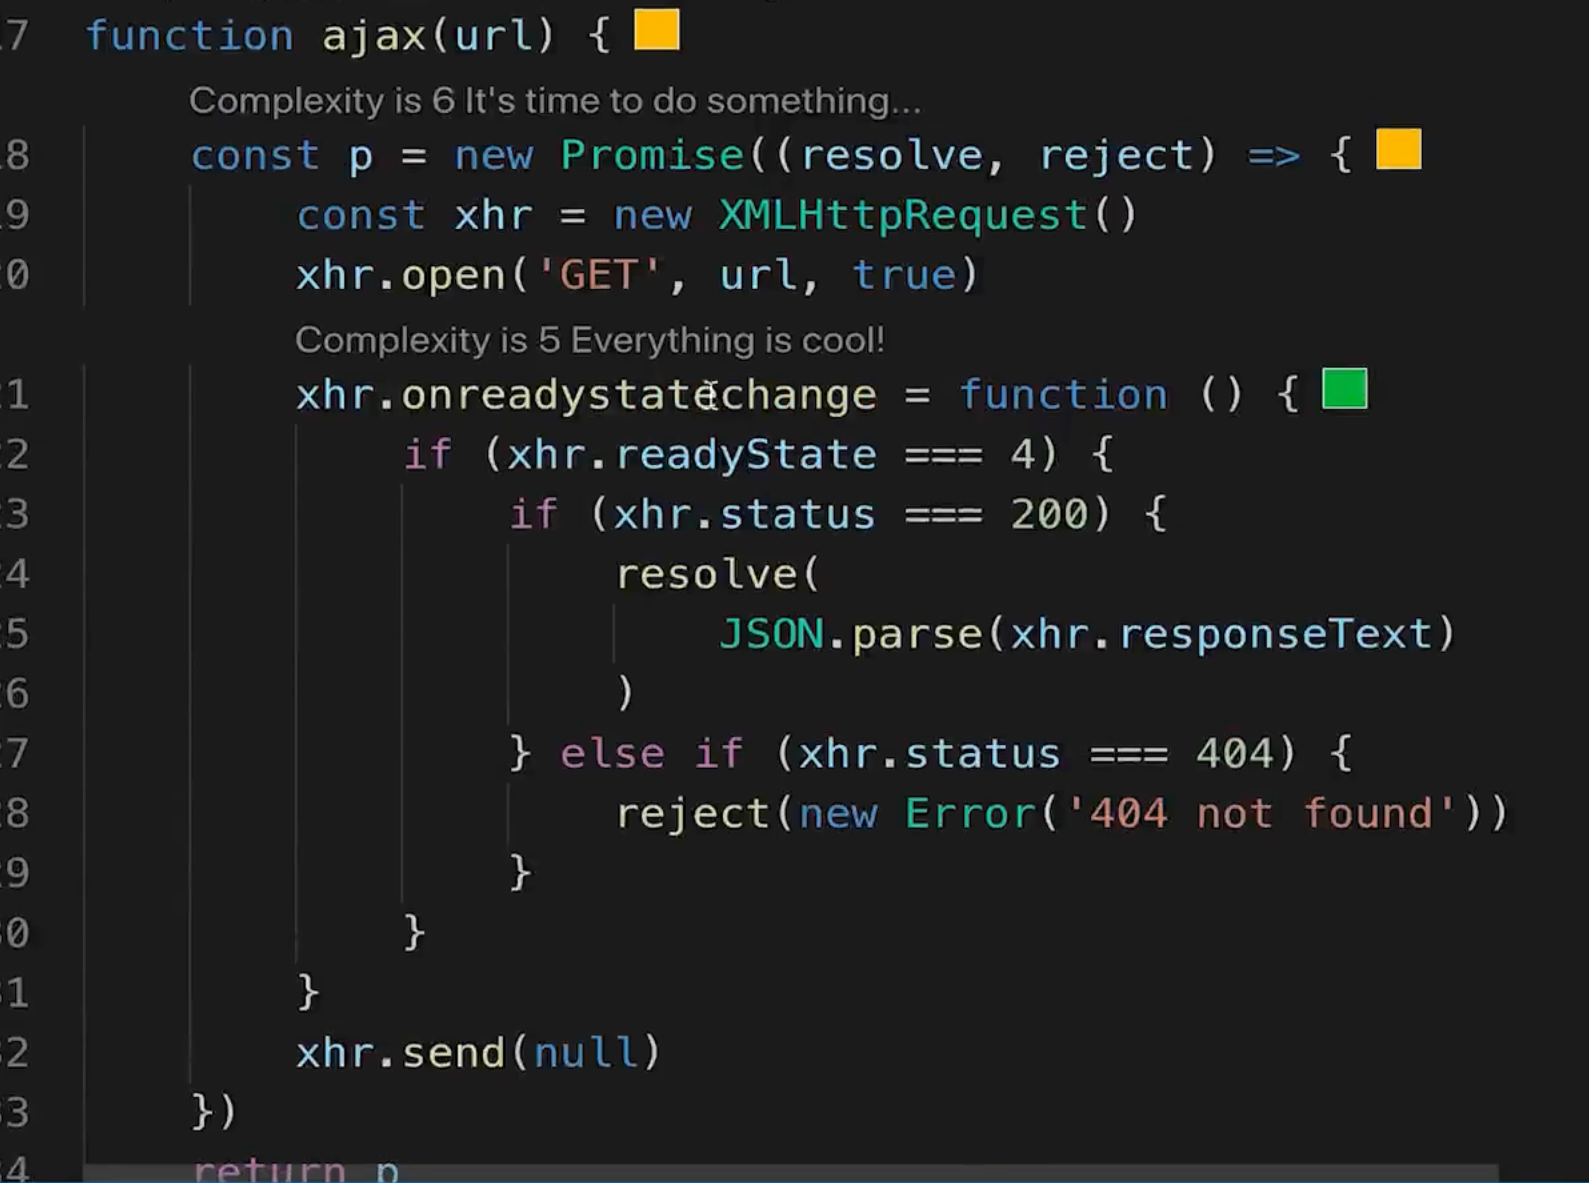 7 function ajax(url) {
Complexity is 6 It's time to do something...
8 const p = new Promise((resolve, reject) => {
9 const xhr = new XMLHttpRequest()
0 xhr.open('GET', url, true)
Complexity is 5 Everything is cool!
1 xhr.onreadystatechange = function () {
2 if (xhr.readyState === 4) {
3 if (xhr.status === 200) {
4 resolve(
5 JSON.parse(xhr.responseText)
6 )
7 } else if (xhr.status === 404) {
8 reject(new Error('404 not found'))
9 }
0 }
1 }
2 xhr.send(null)
3 })
4 return p